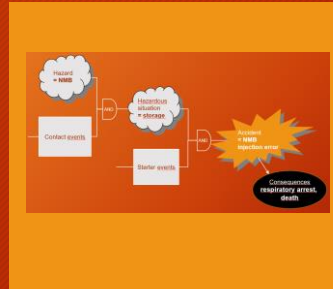 Hazard
= NMB
AND
Hazardous
situation
= storage
Contact events
AND
Accident
= NMB
injection error
Starter events
Consequences
respiratory arrest,
death